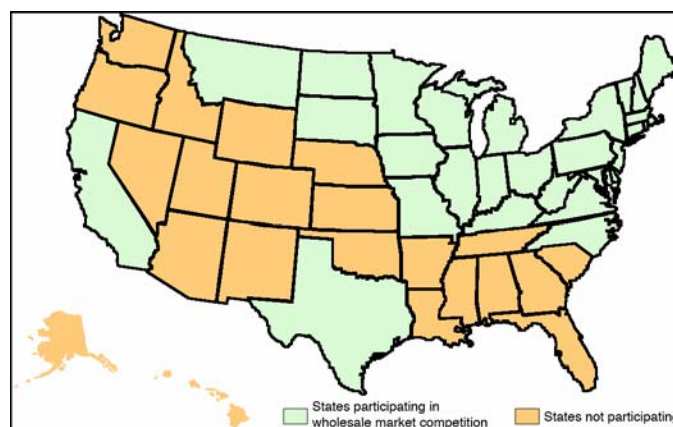 States participating in
wholesale market competition
States not participating